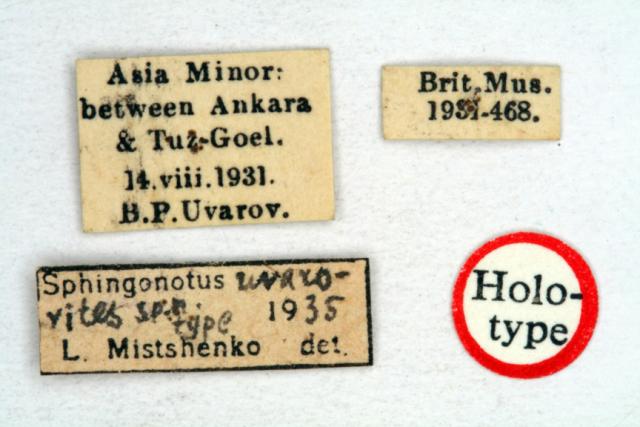 Asia Minor:
between Ankara
& Tuz-Goel.
14.viii.1931.
B.P.Uvarov.
Brit.Mus.
1931-468.
Sphingonotus uvaro-
vites sp.n.
type 1935
L. Mistshenko det.
Holo-
type